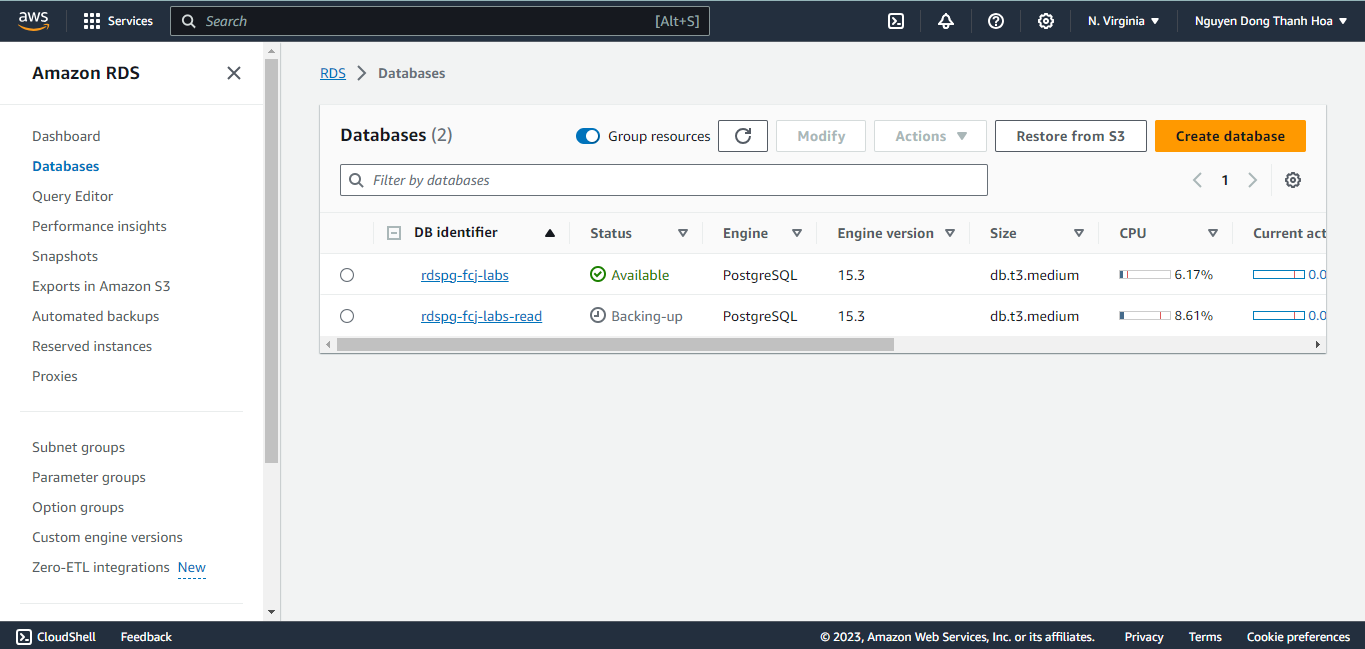 aws Services Search [Alt+S] N. Virginia Nguyen Dong Thanh Hoa
Amazon RDS
Dashboard
Databases
Query Editor
Performance insights
Snapshots
Exports in Amazon S3
Automated backups
Reserved instances
Proxies
Subnet groups
Parameter groups
Option groups
Custom engine versions
Zero-ETL integrations New
RDS Databases
Databases (2) Group resources Modify Actions Restore from S3 Create database
Filter by databases 1
DB identifier Status Engine Engine version Size CPU Current act
rdspg-fcj-labs Available PostgreSQL 15.3 db.t3.medium 6.17% 0.0
rdspg-fcj-labs-read Backing-up PostgreSQL 15.3 db.t3.medium 8.61% 0.0
CloudShell Feedback © 2023, Amazon Web Services, Inc. or its affiliates. Privacy Terms Cookie preferences